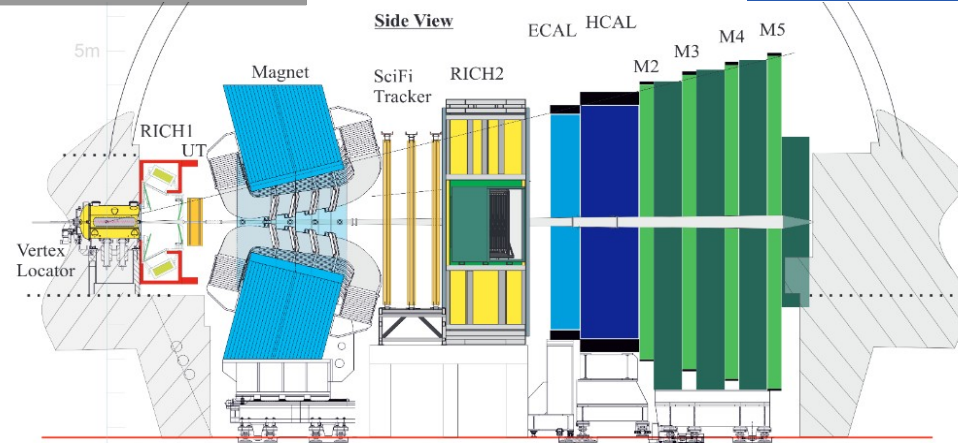 Side View
5m
ECAL
HCAL
M2
M3
M4
M5
Magnet
SciFi
Tracker
RICH2
RICH1
UT
Vertex
Locator